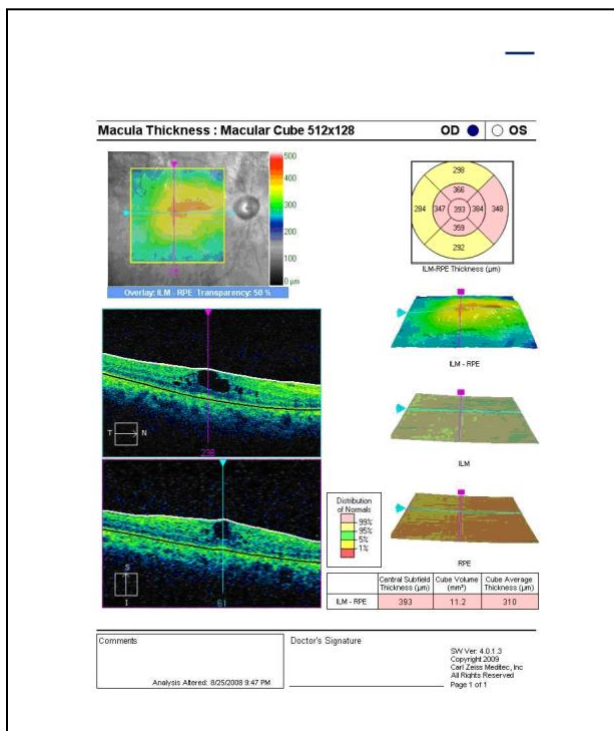 Macula Thickness : Macular Cube 512x128
OD
OS
500
400
300
200
100
0 µm
Overlay: ILM - RPE Transparency: 50 %
298
366
284
347
393
384
348
359
292
ILM-RPE Thickness (µm)
ILM - RPE
T
N
238
ILM
S
I
61
Distribution
of Normals
99%
95%
5%
1%
RPE
Central Subfield Thickness (µm)
Cube Volume (mm³)
Cube Average Thickness (µm)
ILM - RPE 393 11.2 310
Comments
Analysis Altered: 8/25/2008 9:47 PM
Doctor's Signature
SW Ver: 4.0.1.3
Copyright 2009
Carl Zeiss Meditec, Inc
All Rights Reserved
Page 1 of 1